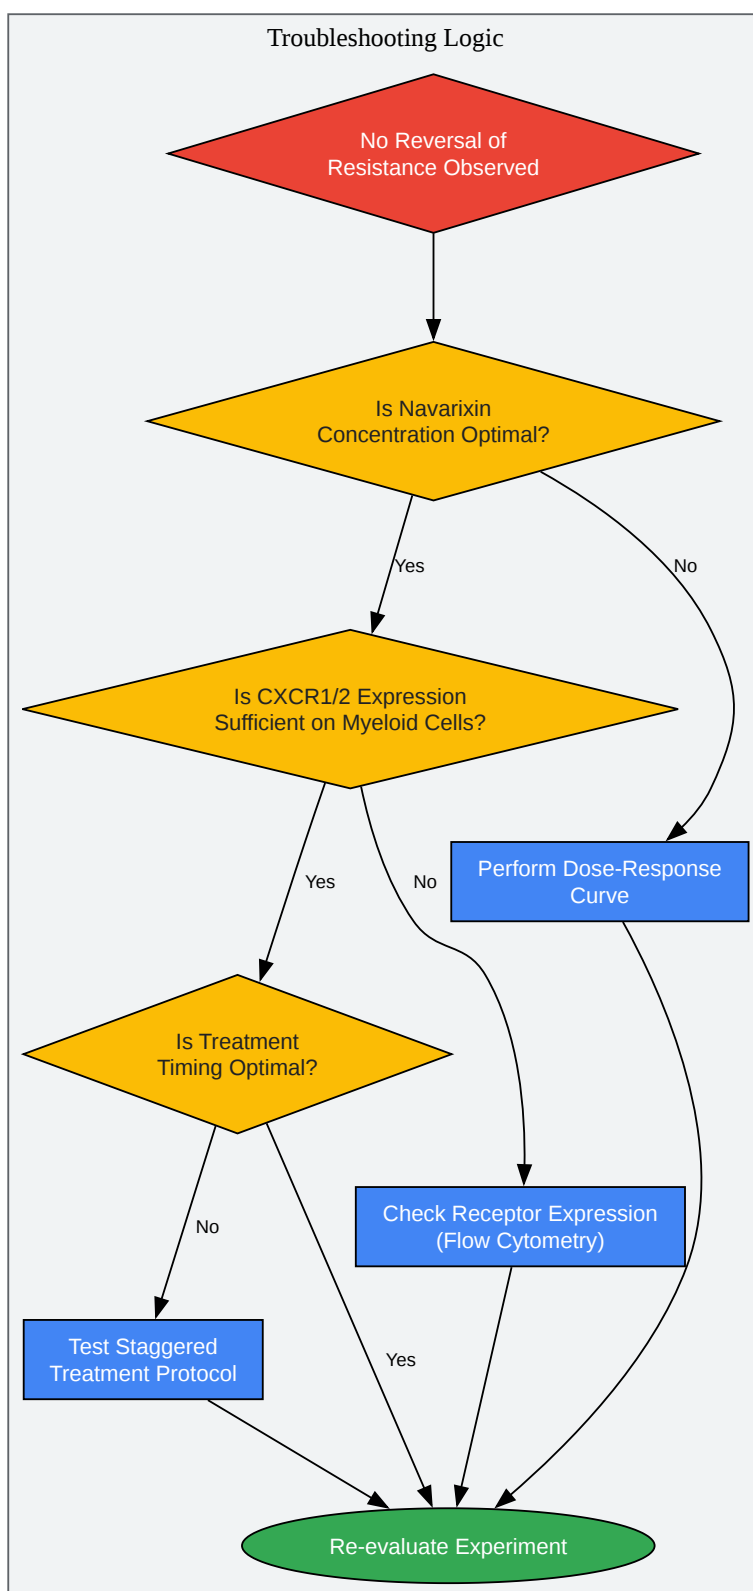 Troubleshooting Logic
No Reversal of
Resistance Observed
Is Navarixin
Concentration Optimal?
Yes
No
Is CXCR1/2 Expression
Sufficient on Myeloid Cells?
Yes
No
Perform Dose-Response
Curve
Is Treatment
Timing Optimal?
No
Check Receptor Expression
(Flow Cytometry)
Test Staggered
Treatment Protocol
Yes
Re-evaluate Experiment